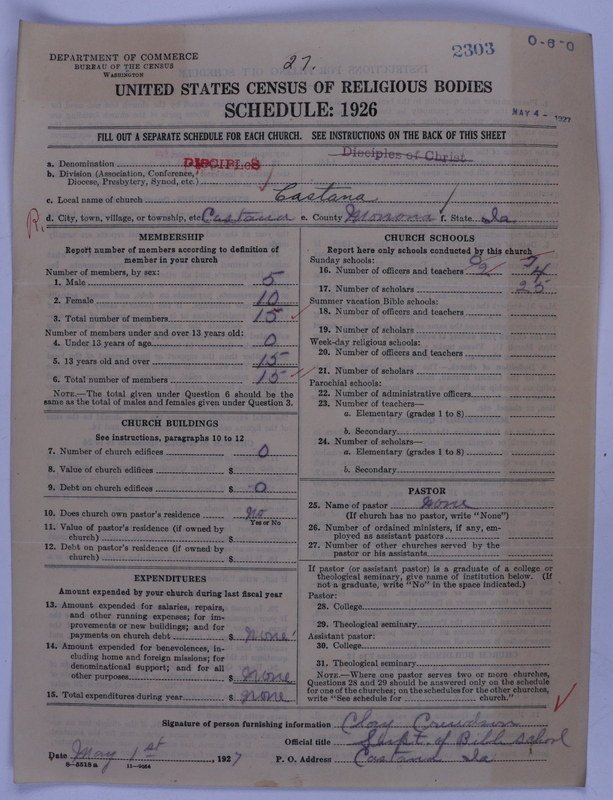 DEPARTMENT OF COMMERCE
BUREAU OF THE CENSUS
WASHINGTON
27.
2303
0-6-0
UNITED STATES CENSUS OF RELIGIOUS BODIES
SCHEDULE: 1926
MAY 4 - 1927
FILL OUT A SEPARATE SCHEDULE FOR EACH CHURCH. SEE INSTRUCTIONS ON THE BACK OF THIS SHEET
a. Denomination DISCIPLES Disciples of Christ
b. Division (Association, Conference, Diocese, Presbytery, Synod, etc.)
c. Local name of church Castana
R. d. City, town, village, or township, etc. Castana e. County Monona f. State Ia.
MEMBERSHIP
Report number of members according to definition of member in your church
Number of members, by sex:
1. Male 5
2. Female 10
3. Total number of members 15
Number of members under and over 13 years old:
4. Under 13 years of age 0
5. 13 years old and over 15
6. Total number of members 15
NOTE.—The total given under Question 6 should be the same as the total of males and females given under Question 3.
CHURCH BUILDINGS
See instructions, paragraphs 10 to 12
7. Number of church edifices 0
8. Value of church edifices $
9. Debt on church edifices $ 0
10. Does church own pastor's residence No
Yes or No
11. Value of pastor's residence (if owned by church) $
12. Debt on pastor's residence (if owned by church) $
EXPENDITURES
Amount expended by your church during last fiscal year
13. Amount expended for salaries, repairs, and other running expenses; for improvements or new buildings; and for payments on church debt $ None
14. Amount expended for benevolences, including home and foreign missions; for denominational support; and for all other purposes $ None
15. Total expenditures during year $ None
CHURCH SCHOOLS
Report here only schools conducted by this church
Sunday schools:
16. Number of officers and teachers 4
17. Number of scholars 25
Summer vacation Bible schools:
18. Number of officers and teachers
19. Number of scholars
Week-day religious schools:
20. Number of officers and teachers
21. Number of scholars
Parochial schools:
22. Number of administrative officers
23. Number of teachers—
a. Elementary (grades 1 to 8)
b. Secondary
24. Number of scholars—
a. Elementary (grades 1 to 8)
b. Secondary
PASTOR
25. Name of pastor None
(If church has no pastor, write "None")
26. Number of ordained ministers, if any, employed as assistant pastors
27. Number of other churches served by the pastor or his assistants
If pastor (or assistant pastor) is a graduate of a college or theological seminary, give name of institution below. (If not a graduate, write "No" in the space indicated.)
Pastor:
28. College
29. Theological seminary
Assistant pastor:
30. College
31. Theological seminary
NOTE.—Where one pastor serves two or more churches, Questions 28 and 29 should be answered only on the schedule for one of the churches; on the schedules for the other churches, write "See schedule for church."
Signature of person furnishing information Clay
Official title Supt. of Bible school
Date May 1st, 1927 P. O. Address Castana Ia
8-5518a 11-9084